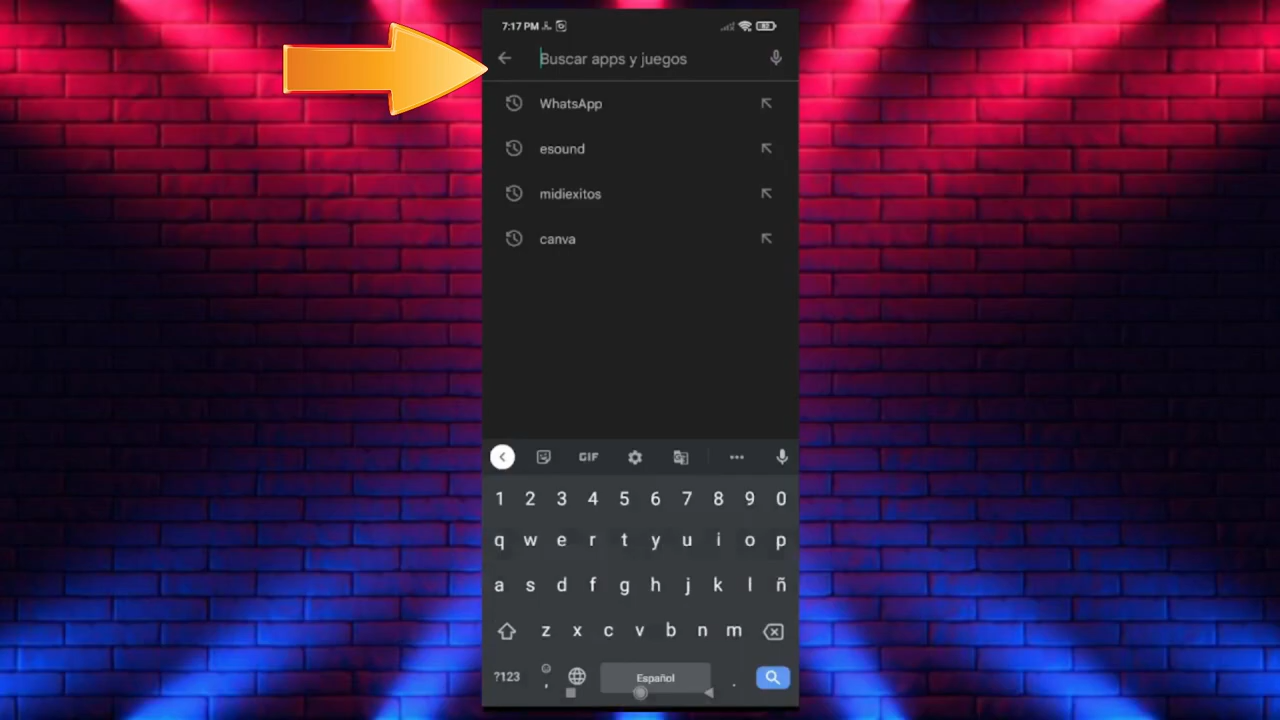 7:17 PM
Buscar apps y juegos
WhatsApp
esound
midiexitos
canva
GIF
1 2 3 4 5 6 7 8 9 0
q w e r t y u i o p
a s d f g h j k l ñ
z x c v b n m
?123 , Español .